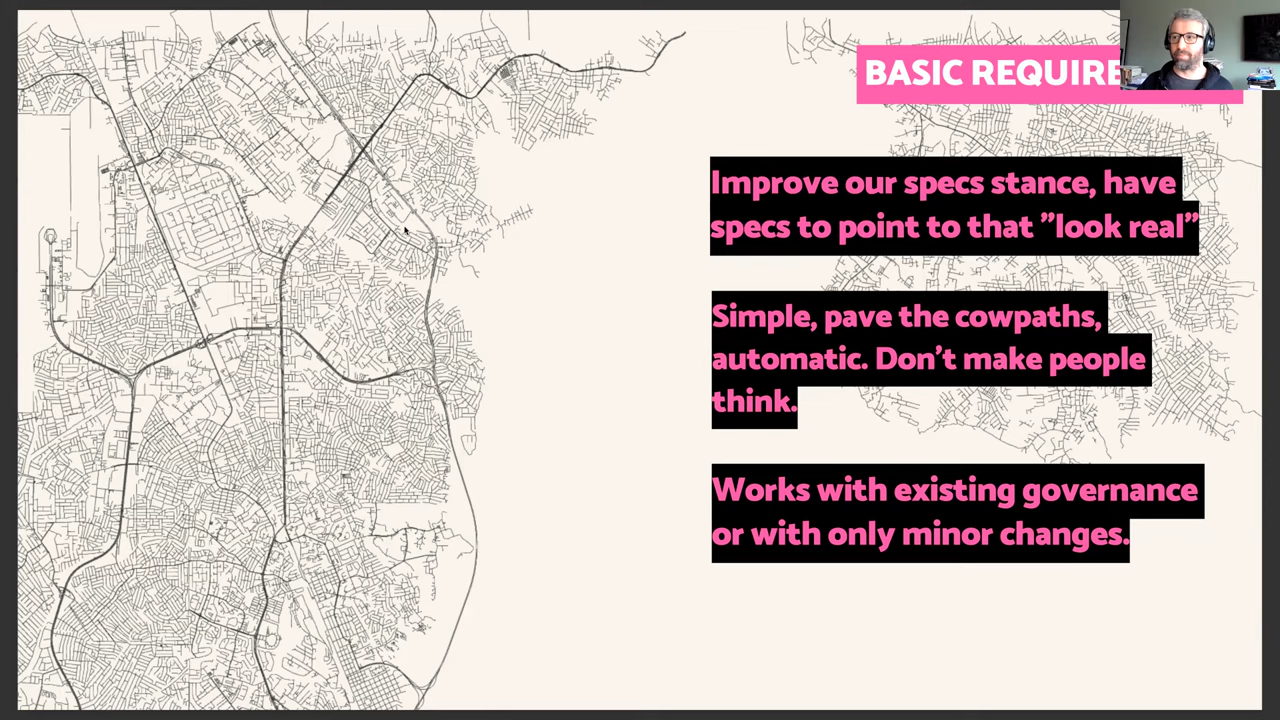 BASIC REQUIRE
Improve our specs stance, have
specs to point to that ”look real”
Simple, pave the cowpaths,
automatic. Don’t make people
think.
Works with existing governance
or with only minor changes.